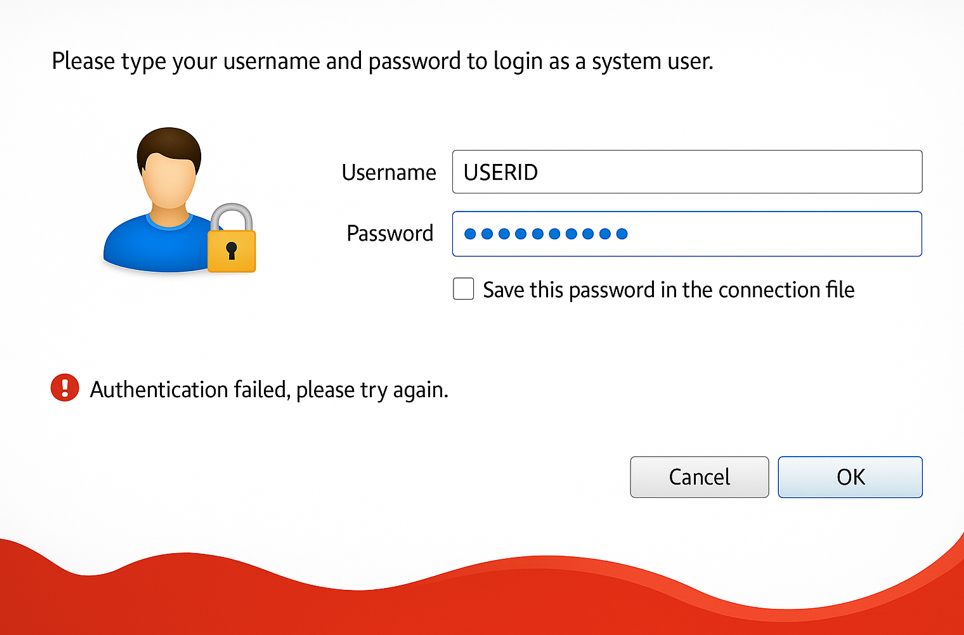 Please type your username and password to login as a system user.
Username
USERID
Password
Save this password in the connection file
Authentication failed, please try again.
Cancel
OK